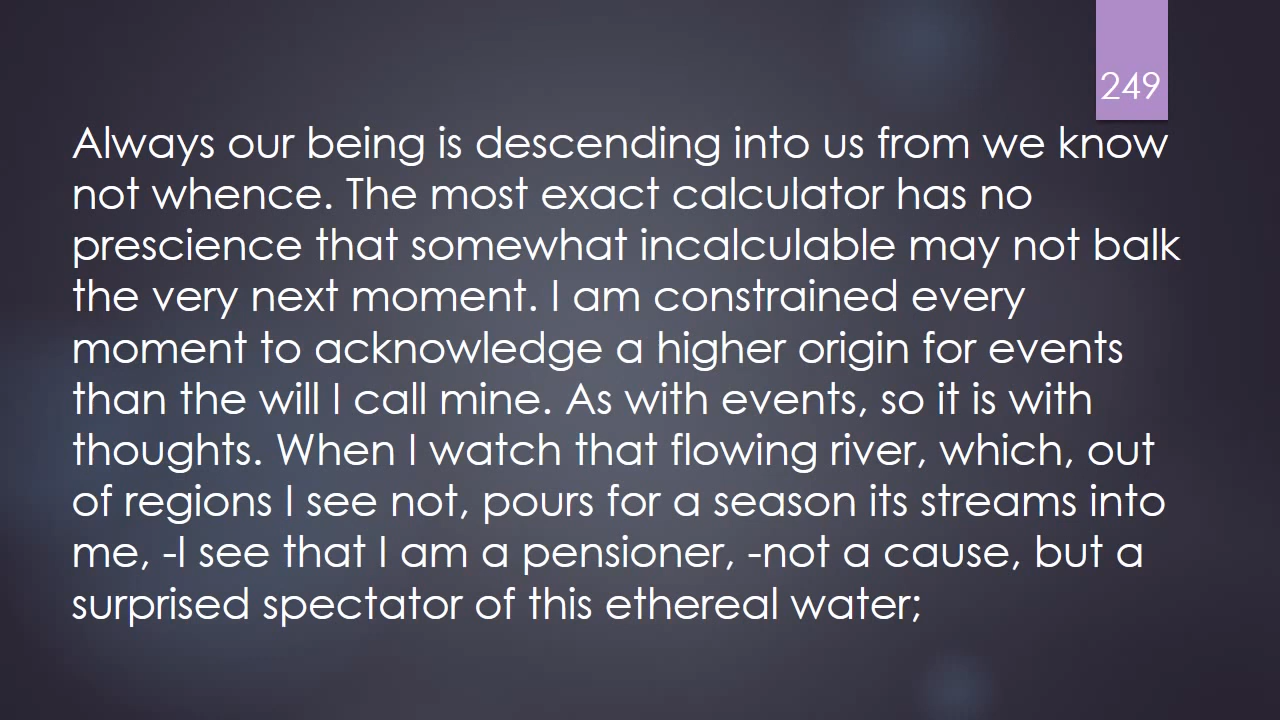 249
Always our being is descending into us from we know
not whence. The most exact calculator has no
prescience that somewhat incalculable may not balk
the very next moment. I am constrained every
moment to acknowledge a higher origin for events
than the will I call mine. As with events, so it is with
thoughts. When I watch that flowing river, which, out
of regions I see not, pours for a season its streams into
me, -I see that I am a pensioner, -not a cause, but a
surprised spectator of this ethereal water;